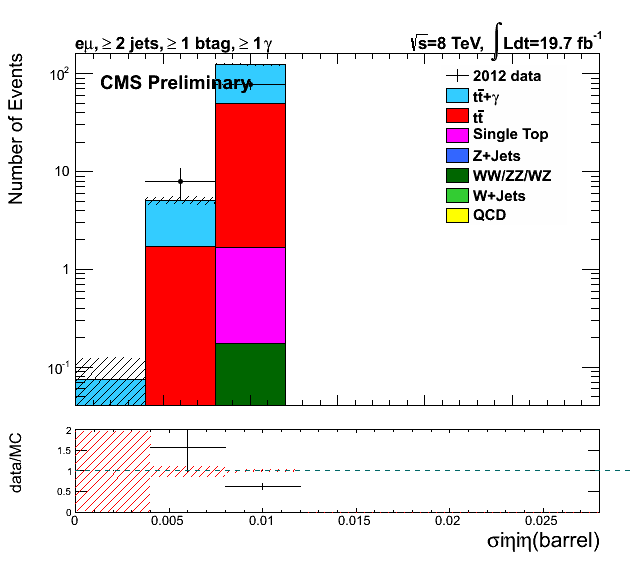 eμ, ≥ 2 jets, ≥ 1 btag, ≥ 1 γ
√s=8 TeV, ∫Ldt=19.7 fb⁻¹
CMS Preliminary
2012 data
tt̄+γ
tt̄
Single Top
Z+Jets
WW/ZZ/WZ
W+Jets
QCD
Number of Events
10²
10
1
10⁻¹
data/MC
2
1.5
1
0.5
0
0 0.005 0.01 0.015 0.02 0.025
σiηiη(barrel)